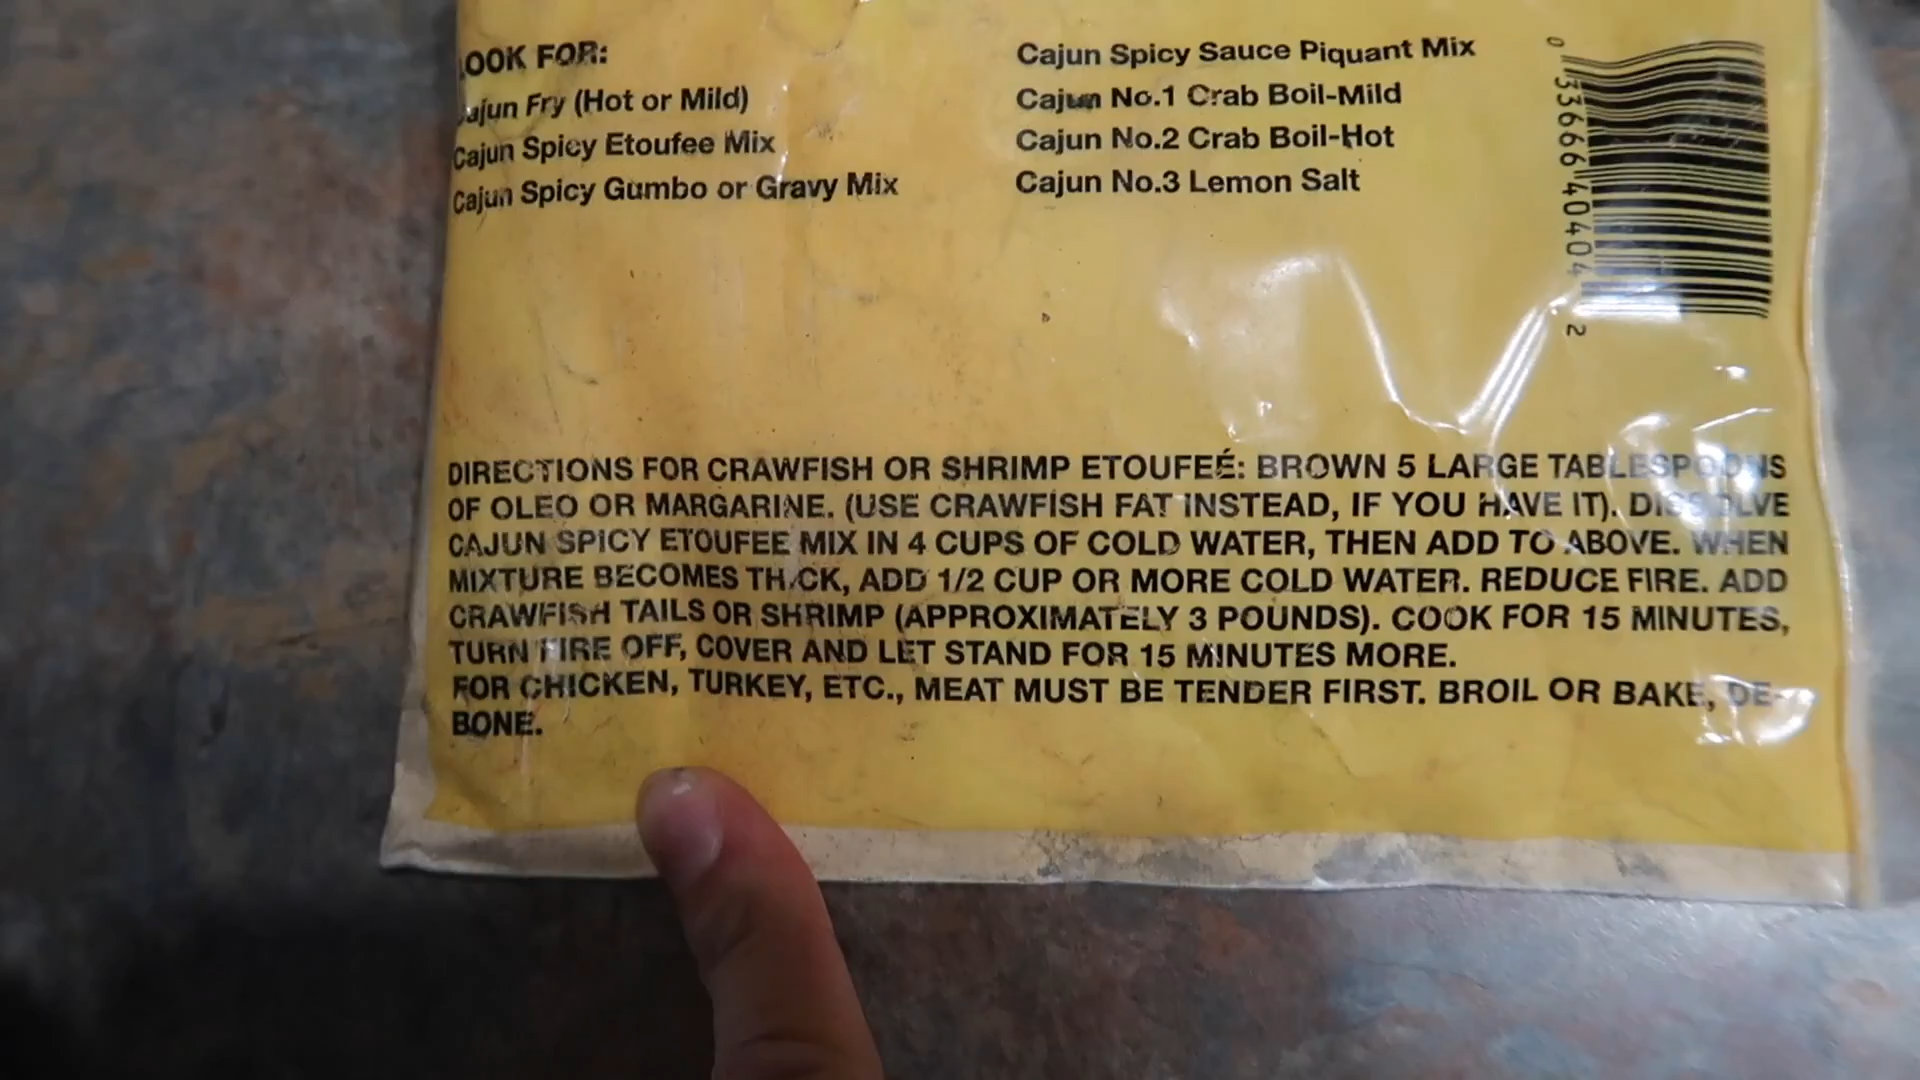 LOOK FOR:
Cajun Fry (Hot or Mild)
Cajun Spicy Etoufee Mix
Cajun Spicy Gumbo or Gravy Mix
Cajun Spicy Sauce Piquant Mix
Cajun No.1 Crab Boil-Mild
Cajun No.2 Crab Boil-Hot
Cajun No.3 Lemon Salt
0 33666 40404 2
DIRECTIONS FOR CRAWFISH OR SHRIMP ETOUFEÉ: BROWN 5 LARGE TABLESPOONS
OF OLEO OR MARGARINE. (USE CRAWFISH FAT INSTEAD, IF YOU HAVE IT). DISSOLVE
CAJUN SPICY ETOUFEE MIX IN 4 CUPS OF COLD WATER, THEN ADD TO ABOVE. WHEN
MIXTURE BECOMES THICK, ADD 1/2 CUP OR MORE COLD WATER. REDUCE FIRE. ADD
CRAWFISH TAILS OR SHRIMP (APPROXIMATELY 3 POUNDS). COOK FOR 15 MINUTES,
TURN FIRE OFF, COVER AND LET STAND FOR 15 MINUTES MORE.
FOR CHICKEN, TURKEY, ETC., MEAT MUST BE TENDER FIRST. BROIL OR BAKE, DE-
BONE.